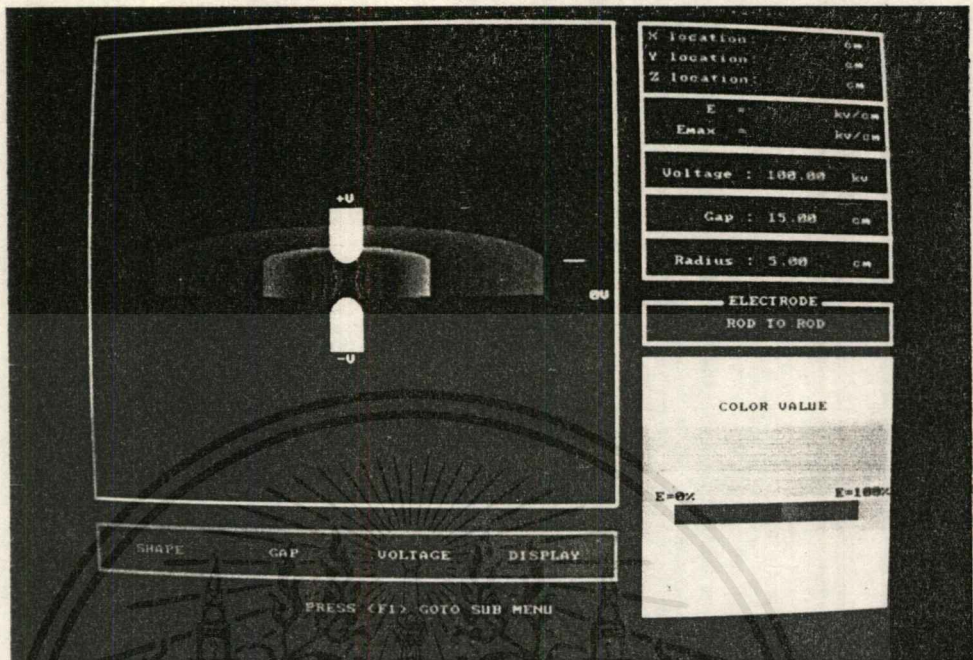 X location: cm
Y location: cm
Z location: cm
E = kv/cm
Emax = kv/cm
Voltage : 100.00 kv
Gap : 15.00 cm
Radius : 5.00 cm
ELECTRODE
ROD TO ROD
+V
0V
-V
COLOR VALUE
E=0% E=100%
SHAPE GAP VOLTAGE DISPLAY
PRESS <F1> GOTO SUB MENU